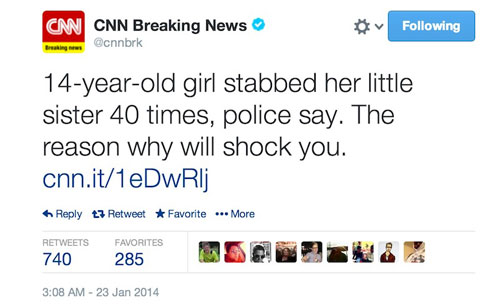 CNN
Breaking news
CNN Breaking News
@cnnbrk
Following
14-year-old girl stabbed her little
sister 40 times, police say. The
reason why will shock you.
cnn.it/1eDwRlj
Reply Retweet Favorite ••• More
RETWEETS FAVORITES
740 285
3:08 AM - 23 Jan 2014